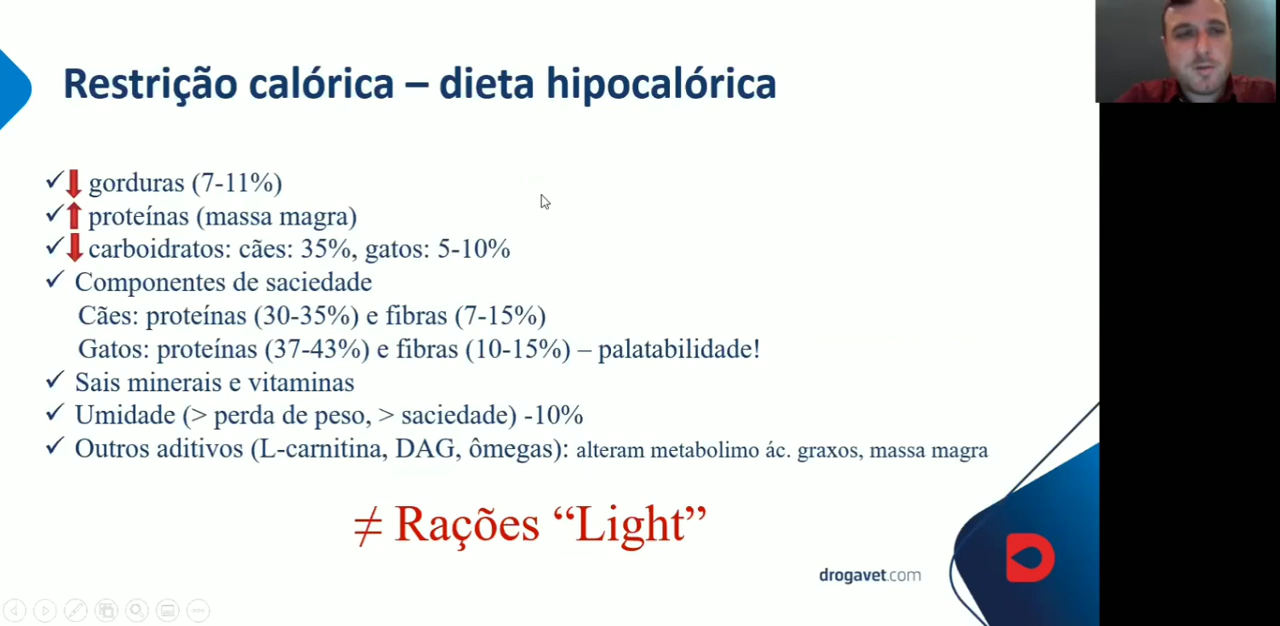 Restrição calórica – dieta hipocalórica
✓ ↓ gorduras (7-11%)
✓ ↑ proteínas (massa magra)
✓ ↓ carboidratos: cães: 35%, gatos: 5-10%
✓ Componentes de saciedade
Cães: proteínas (30-35%) e fibras (7-15%)
Gatos: proteínas (37-43%) e fibras (10-15%) – palatabilidade!
✓ Sais minerais e vitaminas
✓ Umidade (> perda de peso, > saciedade) -10%
✓ Outros aditivos (L-carnitina, DAG, ômegas): alteram metabolimo ác. graxos, massa magra
≠ Rações “Light”
drogavet.com